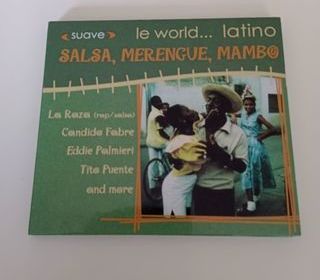 suave le world... latino
SALSA, MERENGUE, MAMBO
La Raza (rap/salsa)
Candido Fabre
Eddie Palmieri
Tito Puente
and more